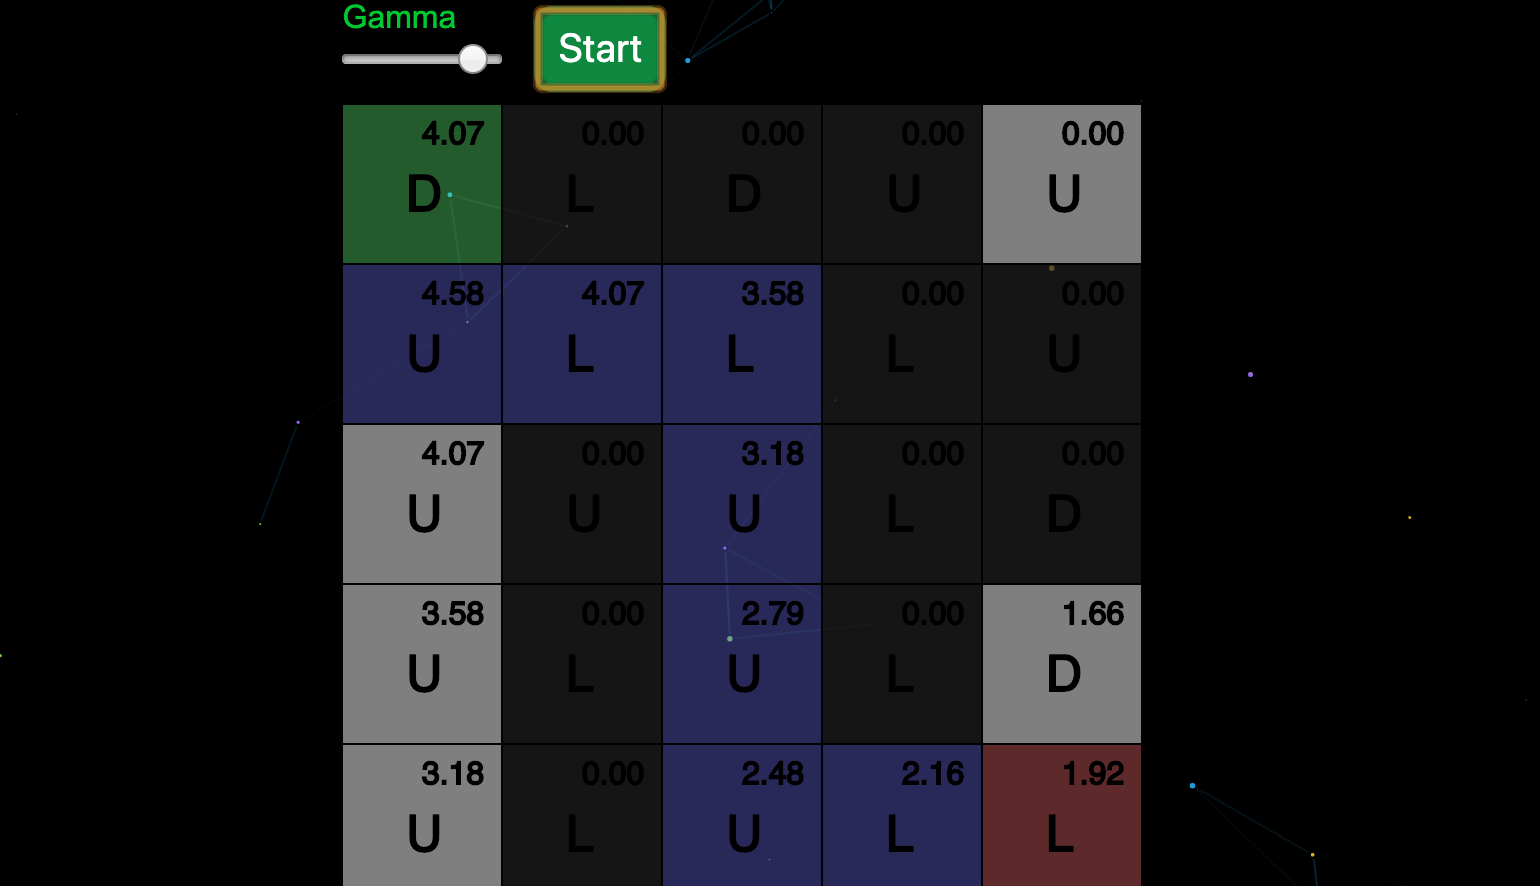 Gamma
Start
4.07 0.00 0.00 0.00 0.00
D L D U U
4.58 4.07 3.58 0.00 0.00
U L L L U
4.07 0.00 3.18 0.00 0.00
U U U L D
3.58 0.00 2.79 0.00 1.66
U L U L D
3.18 0.00 2.48 2.16 1.92
U L U L L